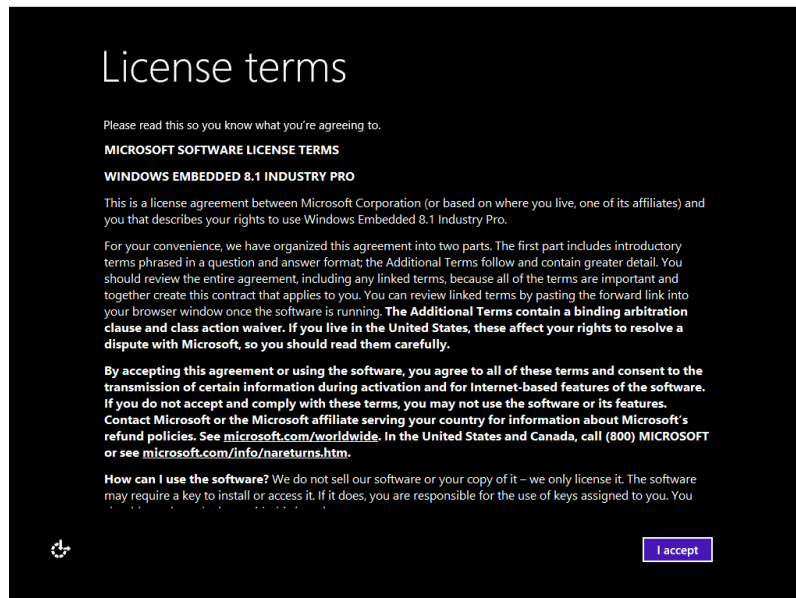 License terms
Please read this so you know what you're agreeing to.
MICROSOFT SOFTWARE LICENSE TERMS
WINDOWS EMBEDDED 8.1 INDUSTRY PRO
This is a license agreement between Microsoft Corporation (or based on where you live, one of its affiliates) and
you that describes your rights to use Windows Embedded 8.1 Industry Pro.
For your convenience, we have organized this agreement into two parts. The first part includes introductory
terms phrased in a question and answer format; the Additional Terms follow and contain greater detail. You
should review the entire agreement, including any linked terms, because all of the terms are important and
together create this contract that applies to you. You can review linked terms by pasting the forward link into
your browser window once the software is running. The Additional Terms contain a binding arbitration
clause and class action waiver. If you live in the United States, these affect your rights to resolve a
dispute with Microsoft, so you should read them carefully.
By accepting this agreement or using the software, you agree to all of these terms and consent to the
transmission of certain information during activation and for Internet-based features of the software.
If you do not accept and comply with these terms, you may not use the software or its features.
Contact Microsoft or the Microsoft affiliate serving your country for information about Microsoft's
refund policies. See microsoft.com/worldwide. In the United States and Canada, call (800) MICROSOFT
or see microsoft.com/info/nareturns.htm.
How can I use the software? We do not sell our software or your copy of it – we only license it. The software
may require a key to install or access it. If it does, you are responsible for the use of keys assigned to you. You
I accept